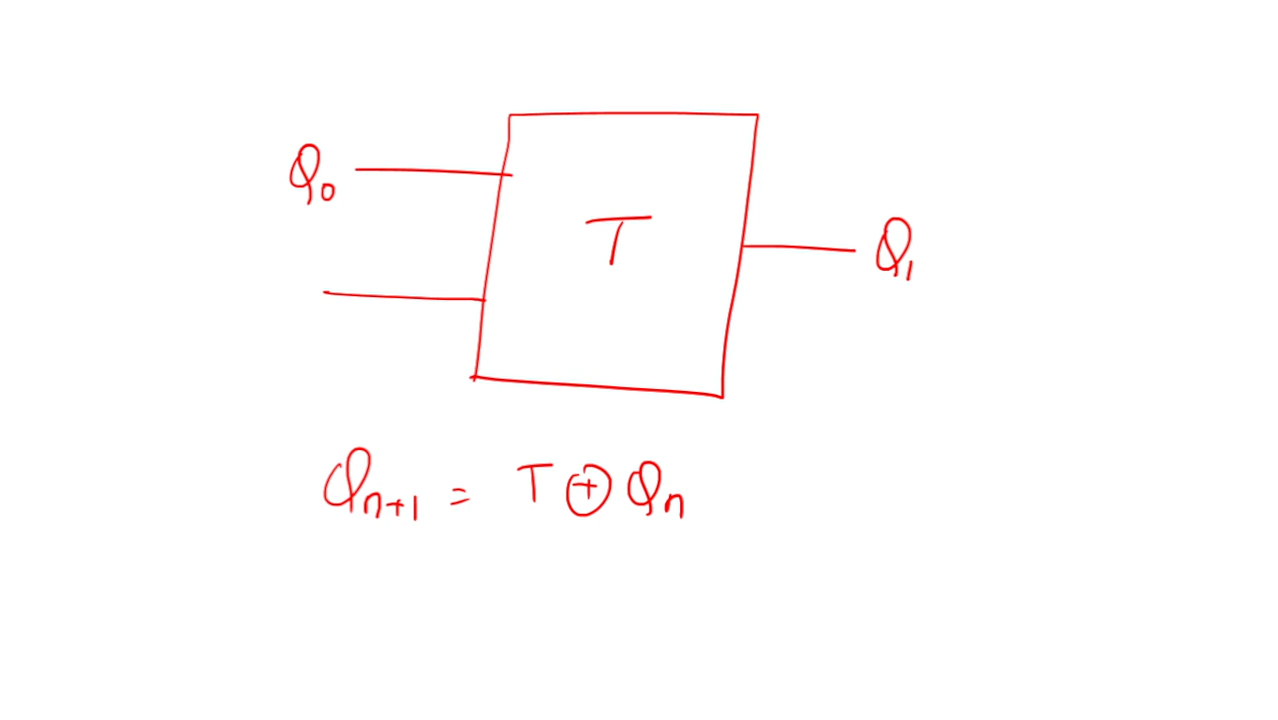 Q₀
T
Q₁
Qₙ₊₁ = T ⊕ Qₙ